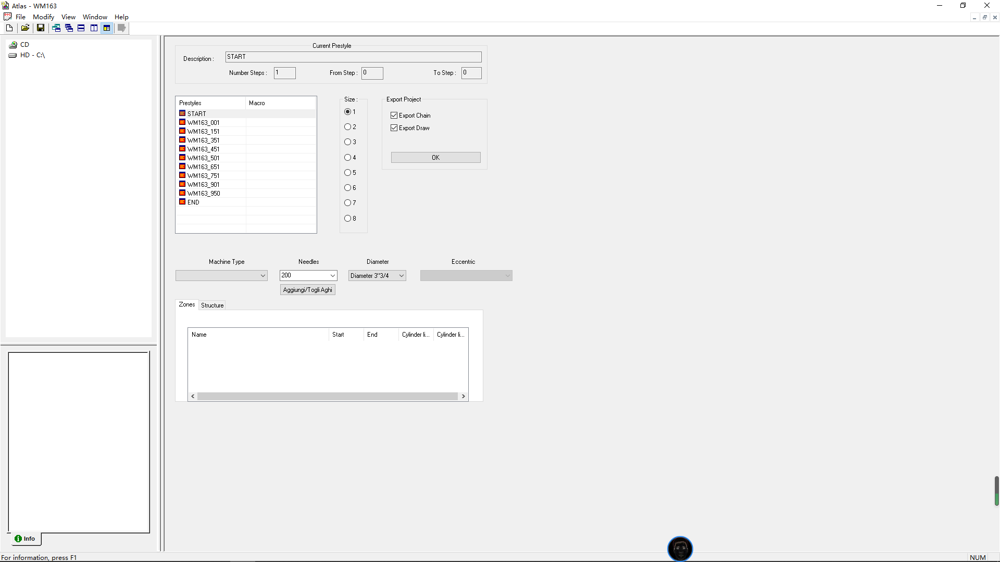 Atlas - WM163
File Modify View Window Help
CD
HD - C:\
Current Prestyle
Description : START
Number Steps : 1 From Step : 0 To Step : 0
Prestyles Macro
START
WM163_001
WM163_151
WM163_351
WM163_451
WM163_501
WM163_651
WM163_751
WM163_901
WM163_950
END
Size :
1
2
3
4
5
6
7
8
Export Project
Export Chain
Export Draw
OK
Machine Type Needles Diameter Eccentric
200 Diameter 3"3/4
Aggiungi/Togli Aghi
Zones Structure
Name Start End Cylinder li... Cylinder li...
Info
For information, press F1 NUM